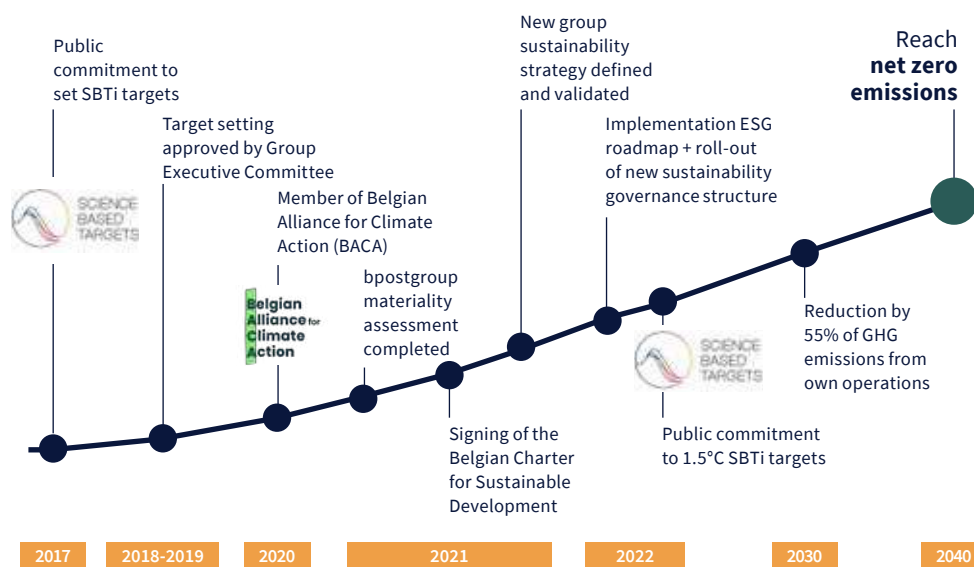 Public
commitment to
set SBTi targets
SCIENCE
BASED
TARGETS
Target setting
approved by Group
Executive Committee
Member of Belgian
Alliance for Climate
Action (BACA)
Belgian
Alliance for
Climate
Action
bpostgroup
materiality
assessment
completed
Signing of the
Belgian Charter
for Sustainable
Development
New group
sustainability
strategy defined
and validated
Implementation ESG
roadmap + roll-out
of new sustainability
governance structure
SCIENCE
BASED
TARGETS
Public commitment
to 1.5°C SBTi targets
Reduction by
55% of GHG
emissions from
own operations
Reach
net zero
emissions
2017
2018-2019
2020
2021
2022
2030
2040